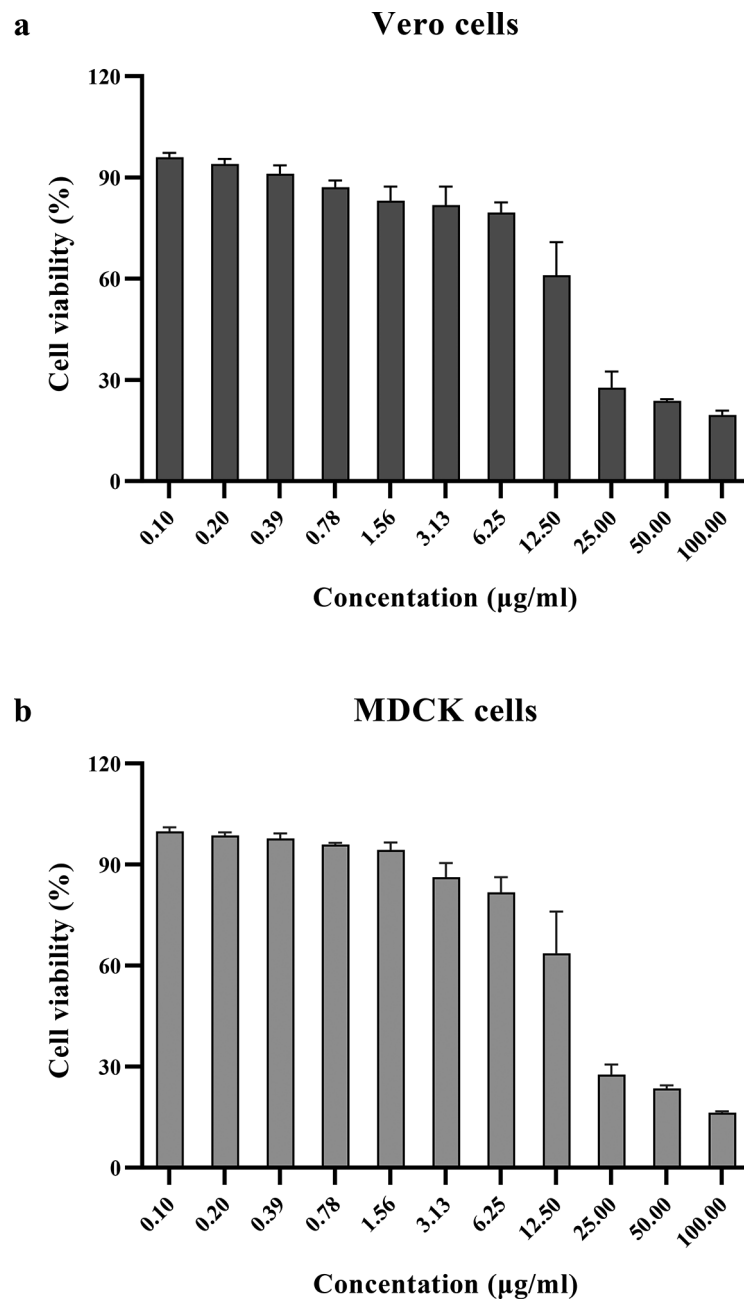 a
Vero cells
Cell viability (%)
120
90
60
30
0
0.10 0.20 0.39 0.78 1.56 3.13 6.25 12.50 25.00 50.00 100.00
Concentation (µg/ml)
b
MDCK cells
Cell viability (%)
120
90
60
30
0
0.10 0.20 0.39 0.78 1.56 3.13 6.25 12.50 25.00 50.00 100.00
Concentation (µg/ml)